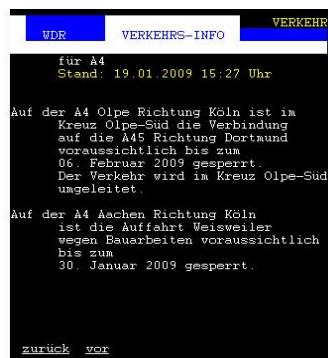 VERKEHR
WDR VERKEHRS-INFO
für A4
Stand: 19.01.2009 15:27 Uhr
Auf der A4 Olpe Richtung Köln ist im
Kreuz Olpe-Süd die Verbindung
auf die A45 Richtung Dortmund
voraussichtlich bis zum
06. Februar 2009 gesperrt.
Der Verkehr wird im Kreuz Olpe-Süd
umgeleitet.
Auf der A4 Aachen Richtung Köln
ist die Auffahrt Weisweiler
wegen Bauarbeiten voraussichtlich
bis zum
30. Januar 2009 gesperrt.
zurück vor